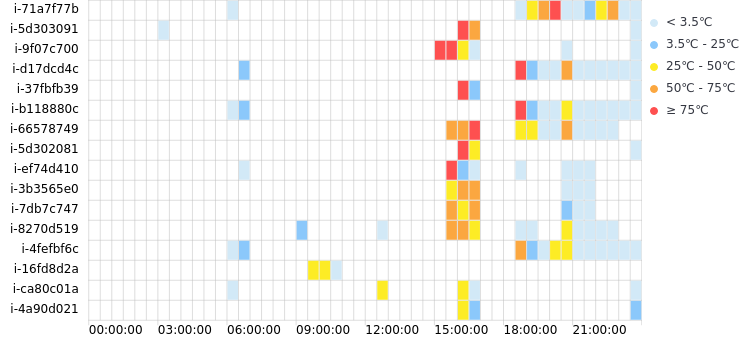 i-71a7f77b
i-5d303091
i-9f07c700
i-d17dcd4c
i-37fbfb39
i-b118880c
i-66578749
i-5d302081
i-ef74d410
i-3b3565e0
i-7db7c747
i-8270d519
i-4fefbf6c
i-16fd8d2a
i-ca80c01a
i-4a90d021
00:00:00 03:00:00 06:00:00 09:00:00 12:00:00 15:00:00 18:00:00 21:00:00
< 3.5℃
3.5℃ - 25℃
25℃ - 50℃
50℃ - 75℃
≥ 75℃